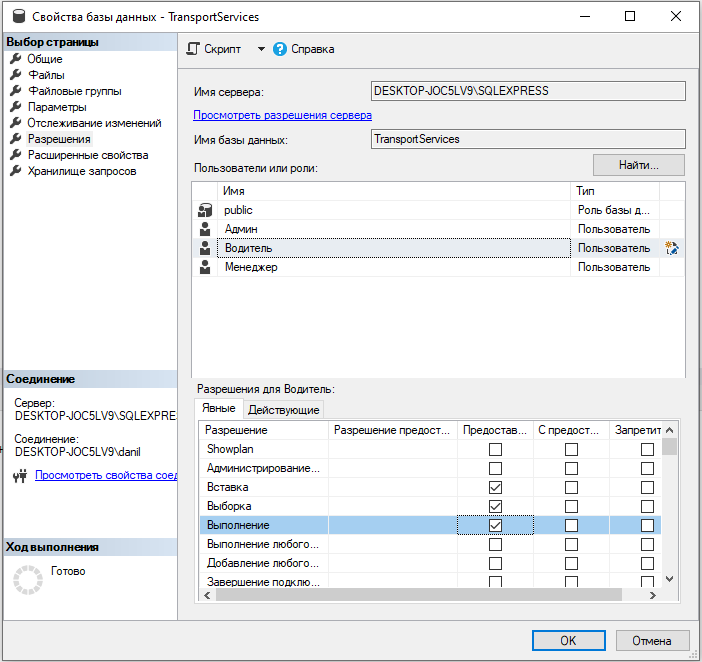 Свойства базы данных - TransportServices
Выбор страницы
Общие
Файлы
Файловые группы
Параметры
Отслеживание изменений
Разрешения
Расширенные свойства
Хранилище запросов
Соединение
Сервер:
DESKTOP-JOC5LV9\SQLEXPRE
Соединение:
DESKTOP-JOC5LV9\danil
Просмотреть свойства соед
Ход выполнения
Готово
Скрипт
Справка
Имя сервера:
DESKTOP-JOC5LV9\SQLEXPRESS
Просмотреть разрешения сервера
Имя базы данных:
TransportServices
Пользователи или роли:
Найти...
Имя Тип
public Роль базы д...
Админ Пользователь
Водитель Пользователь
Менеджер Пользователь
Разрешения для Водитель:
Явные Действующие
Разрешение Разрешение предост... Предостав... С предост... Запретит
Showplan
Администрирование...
Вставка
Выборка
Выполнение
Выполнение любого...
Добавление любого...
Завершение подклю...
OK Отмена